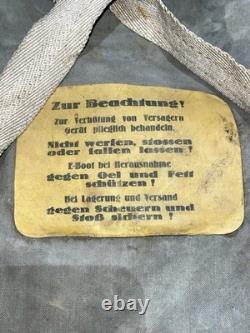 Zur Beachtung!
Zur Verhütung von Versagern
Gerät pfleglich behandeln.
Nicht werfen, stossen
oder fallen lassen!
E-Boot bei Herausnahme
gegen Oel und Fett
schützen!
Bei Lagerung und Versand
gegen Scheuern und
Stoß sichern!